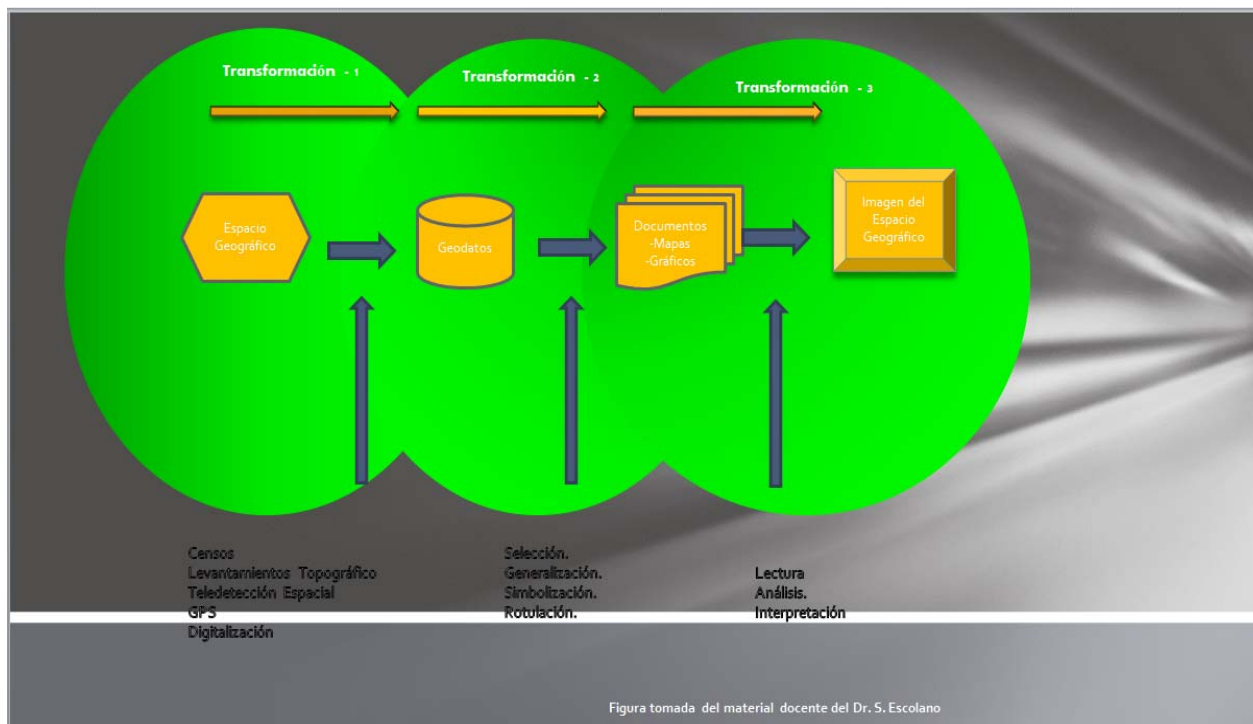 Transformación - 1
Transformación - 2
Transformación - 3
Espacio
Geográfico
Geodatos
Documentos
-Mapas
-Gráficos
Imagen del
Espacio
Geográfico
Censos
Levantamientos Topográfico
Teledetección Espacial
GPS
Digitalización
Selección.
Generalización.
Simbolización.
Rotulación.
Lectura
Análisis.
Interpretación
Figura tomada del material docente del Dr. S. Escolano